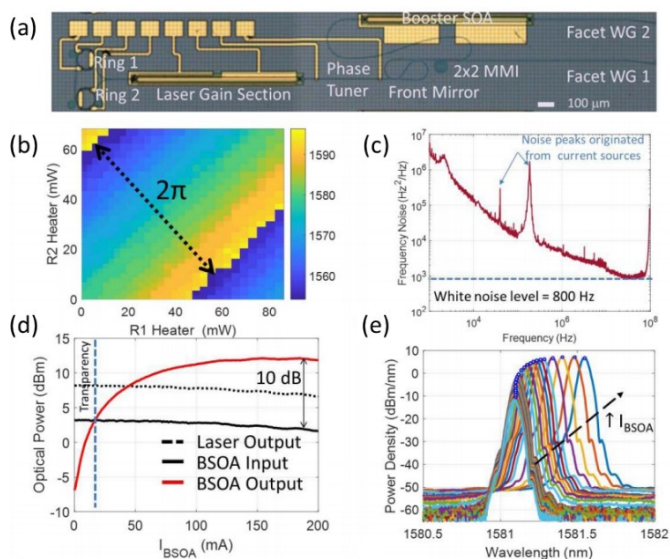 (a)
Booster SOA
Facet WG 2
Ring 1
Ring 2
Laser Gain Section
Phase
Tuner
2x2 MMI
Front Mirror
Facet WG 1
100 μm
(b)
R2 Heater (mW)
60
40
20
0
2π
0 20 40 60 80
R1 Heater (mW)
1590
1580
1570
1560
(c)
Frequency Noise (Hz²/Hz)
10⁷
10⁶
10⁵
10⁴
10³
10²
Noise peaks originated
from current sources
White noise level = 800 Hz
10⁴ 10⁶ 10⁸
Frequency (Hz)
(d)
Optical Power (dBm)
15
10
5
0
-5
-10
Transparency
10 dB
Laser Output
BSOA Input
BSOA Output
0 50 100 150 200
I_BSOA (mA)
(e)
Power Density (dBm/nm)
10
0
-10
-20
-30
-40
-50
-60
↑ I_BSOA
1580.5 1581 1581.5 1582
Wavelength (nm)